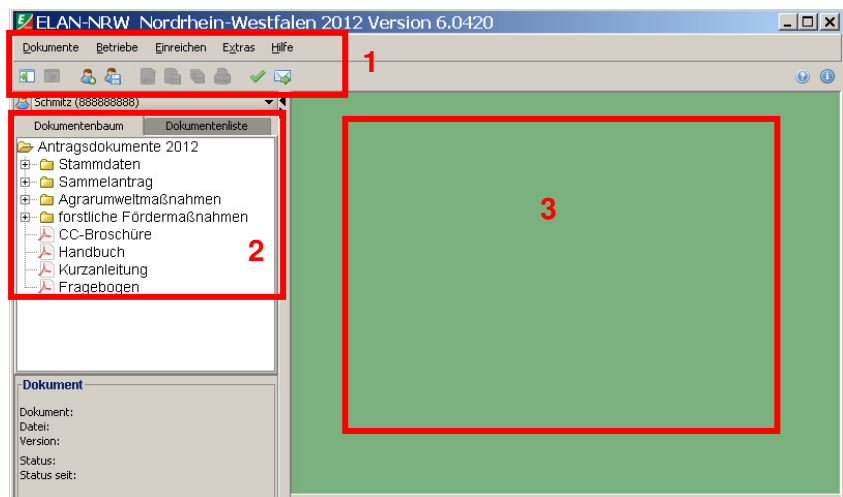 ELAN-NRW Nordrhein-Westfalen 2012 Version 6.0420
Dokumente Betriebe Einreichen Extras Hilfe
1
Schmitz (888888888)
Dokumentenbaum Dokumentenliste
Antragsdokumente 2012
Stammdaten
Sammelantrag
Agrarumweltmaßnahmen
forstliche Fördermaßnahmen
CC-Broschüre
Handbuch
Kurzanleitung
Fragebogen
2
3
Dokument
Dokument:
Datei:
Version:
Status:
Status seit: